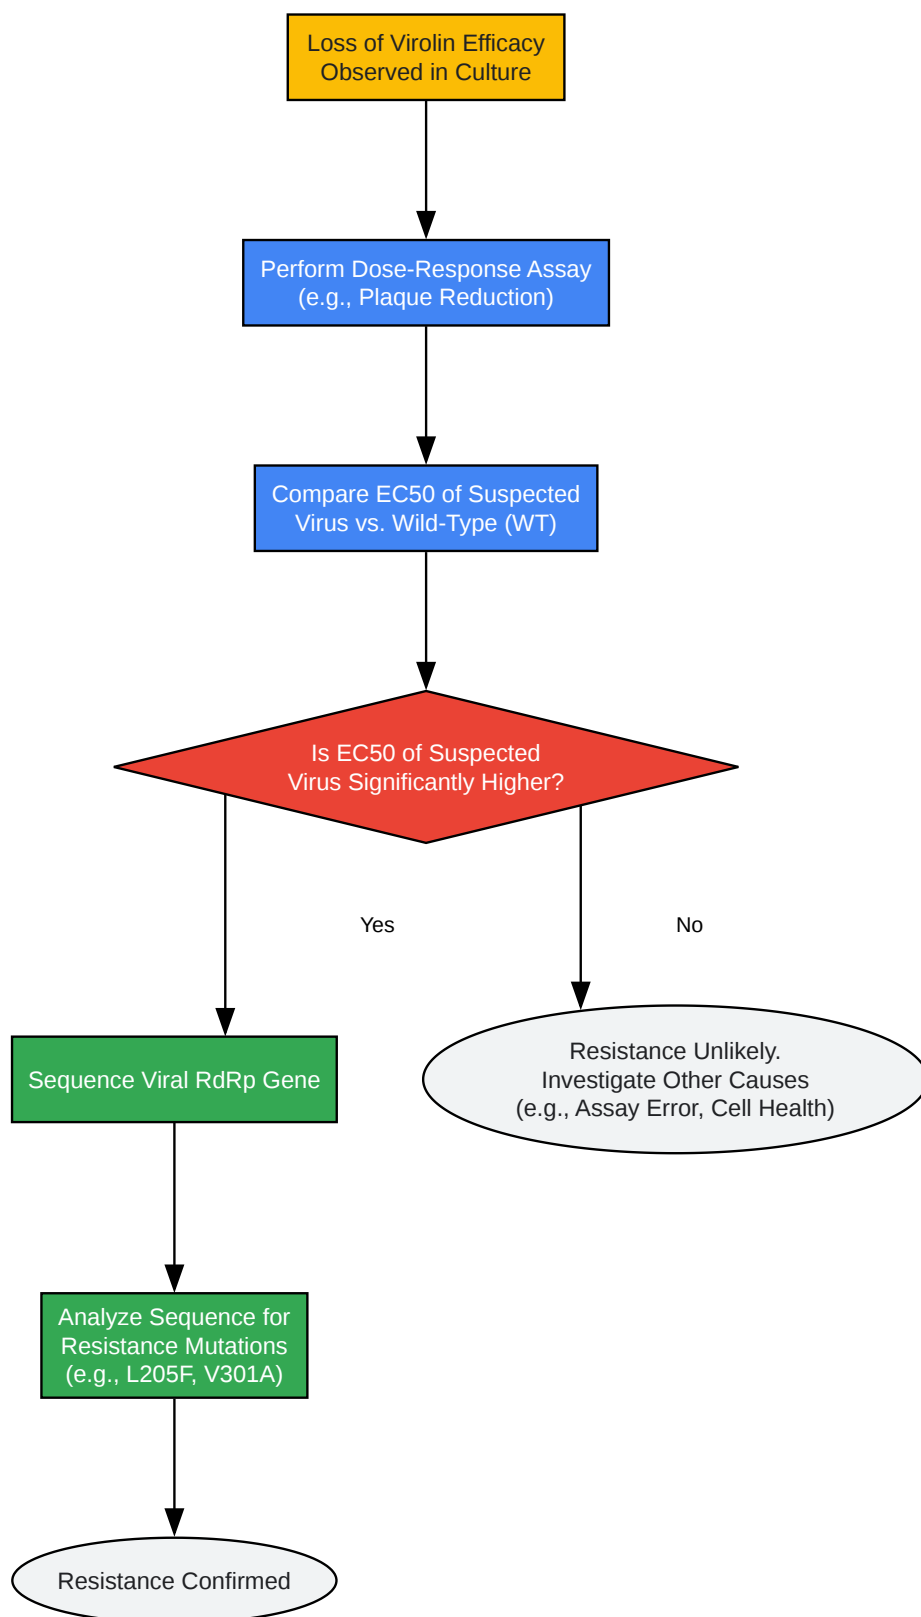 Loss of Virolin Efficacy
Observed in Culture
Perform Dose-Response Assay
(e.g., Plaque Reduction)
Compare EC50 of Suspected
Virus vs. Wild-Type (WT)
Is EC50 of Suspected
Virus Significantly Higher?
Yes
No
Sequence Viral RdRp Gene
Resistance Unlikely.
Investigate Other Causes
(e.g., Assay Error, Cell Health)
Analyze Sequence for
Resistance Mutations
(e.g., L205F, V301A)
Resistance Confirmed